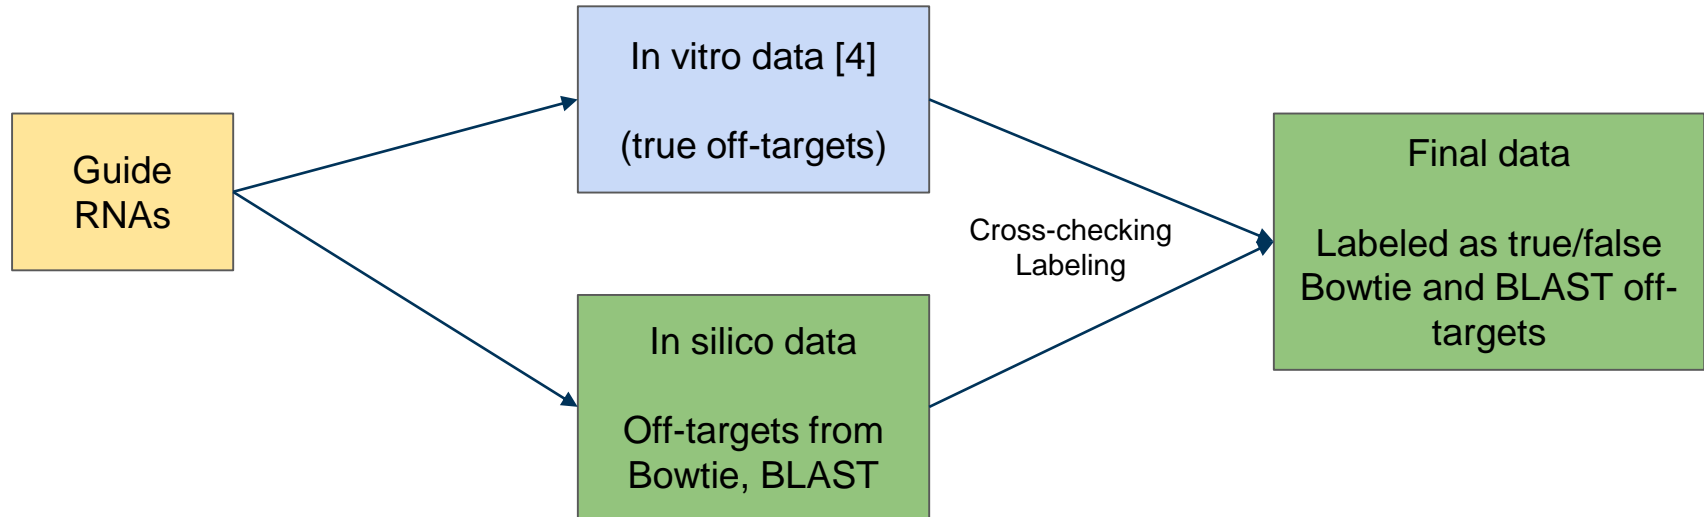 Guide
RNAs
In vitro data [4]
(true off-targets)
In silico data
Off-targets from
Bowtie, BLAST
Cross-checking
Labeling
Final data
Labeled as true/false
Bowtie and BLAST off-
targets